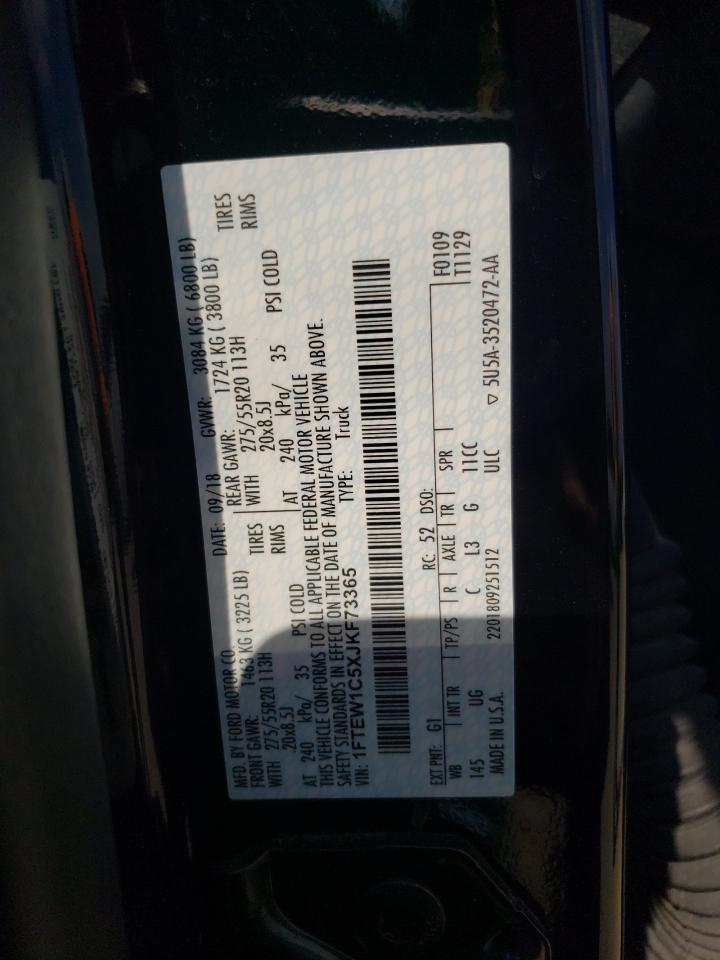 MFD. BY FORD MOTOR CO.
DATE: 09/18 GVWR: 3084 KG ( 6800 LB)
FRONT GAWR: 1463 KG ( 3225 LB) REAR GAWR: 1724 KG ( 3800 LB)
WITH 275/55R20 113H TIRES WITH 275/55R20 113H TIRES
20x8.5J RIMS 20x8.5J RIMS
AT 240 kPa/ 35 PSI COLD AT 240 kPa/ 35 PSI COLD
THIS VEHICLE CONFORMS TO ALL APPLICABLE FEDERAL MOTOR VEHICLE
SAFETY STANDARDS IN EFFECT ON THE DATE OF MANUFACTURE SHOWN ABOVE.
VIN: 1FTEW1C5XJKF73365 TYPE: Truck
F0109
T1129
EXT PNT: G1 RC: 52 DSO:
WB INT TR TP/PS R AXLE TR SPR
145 UG C L3 G 11CC
MADE IN U.S.A. 2201809251512 ULC ▽ 5U5A-3520472-AA